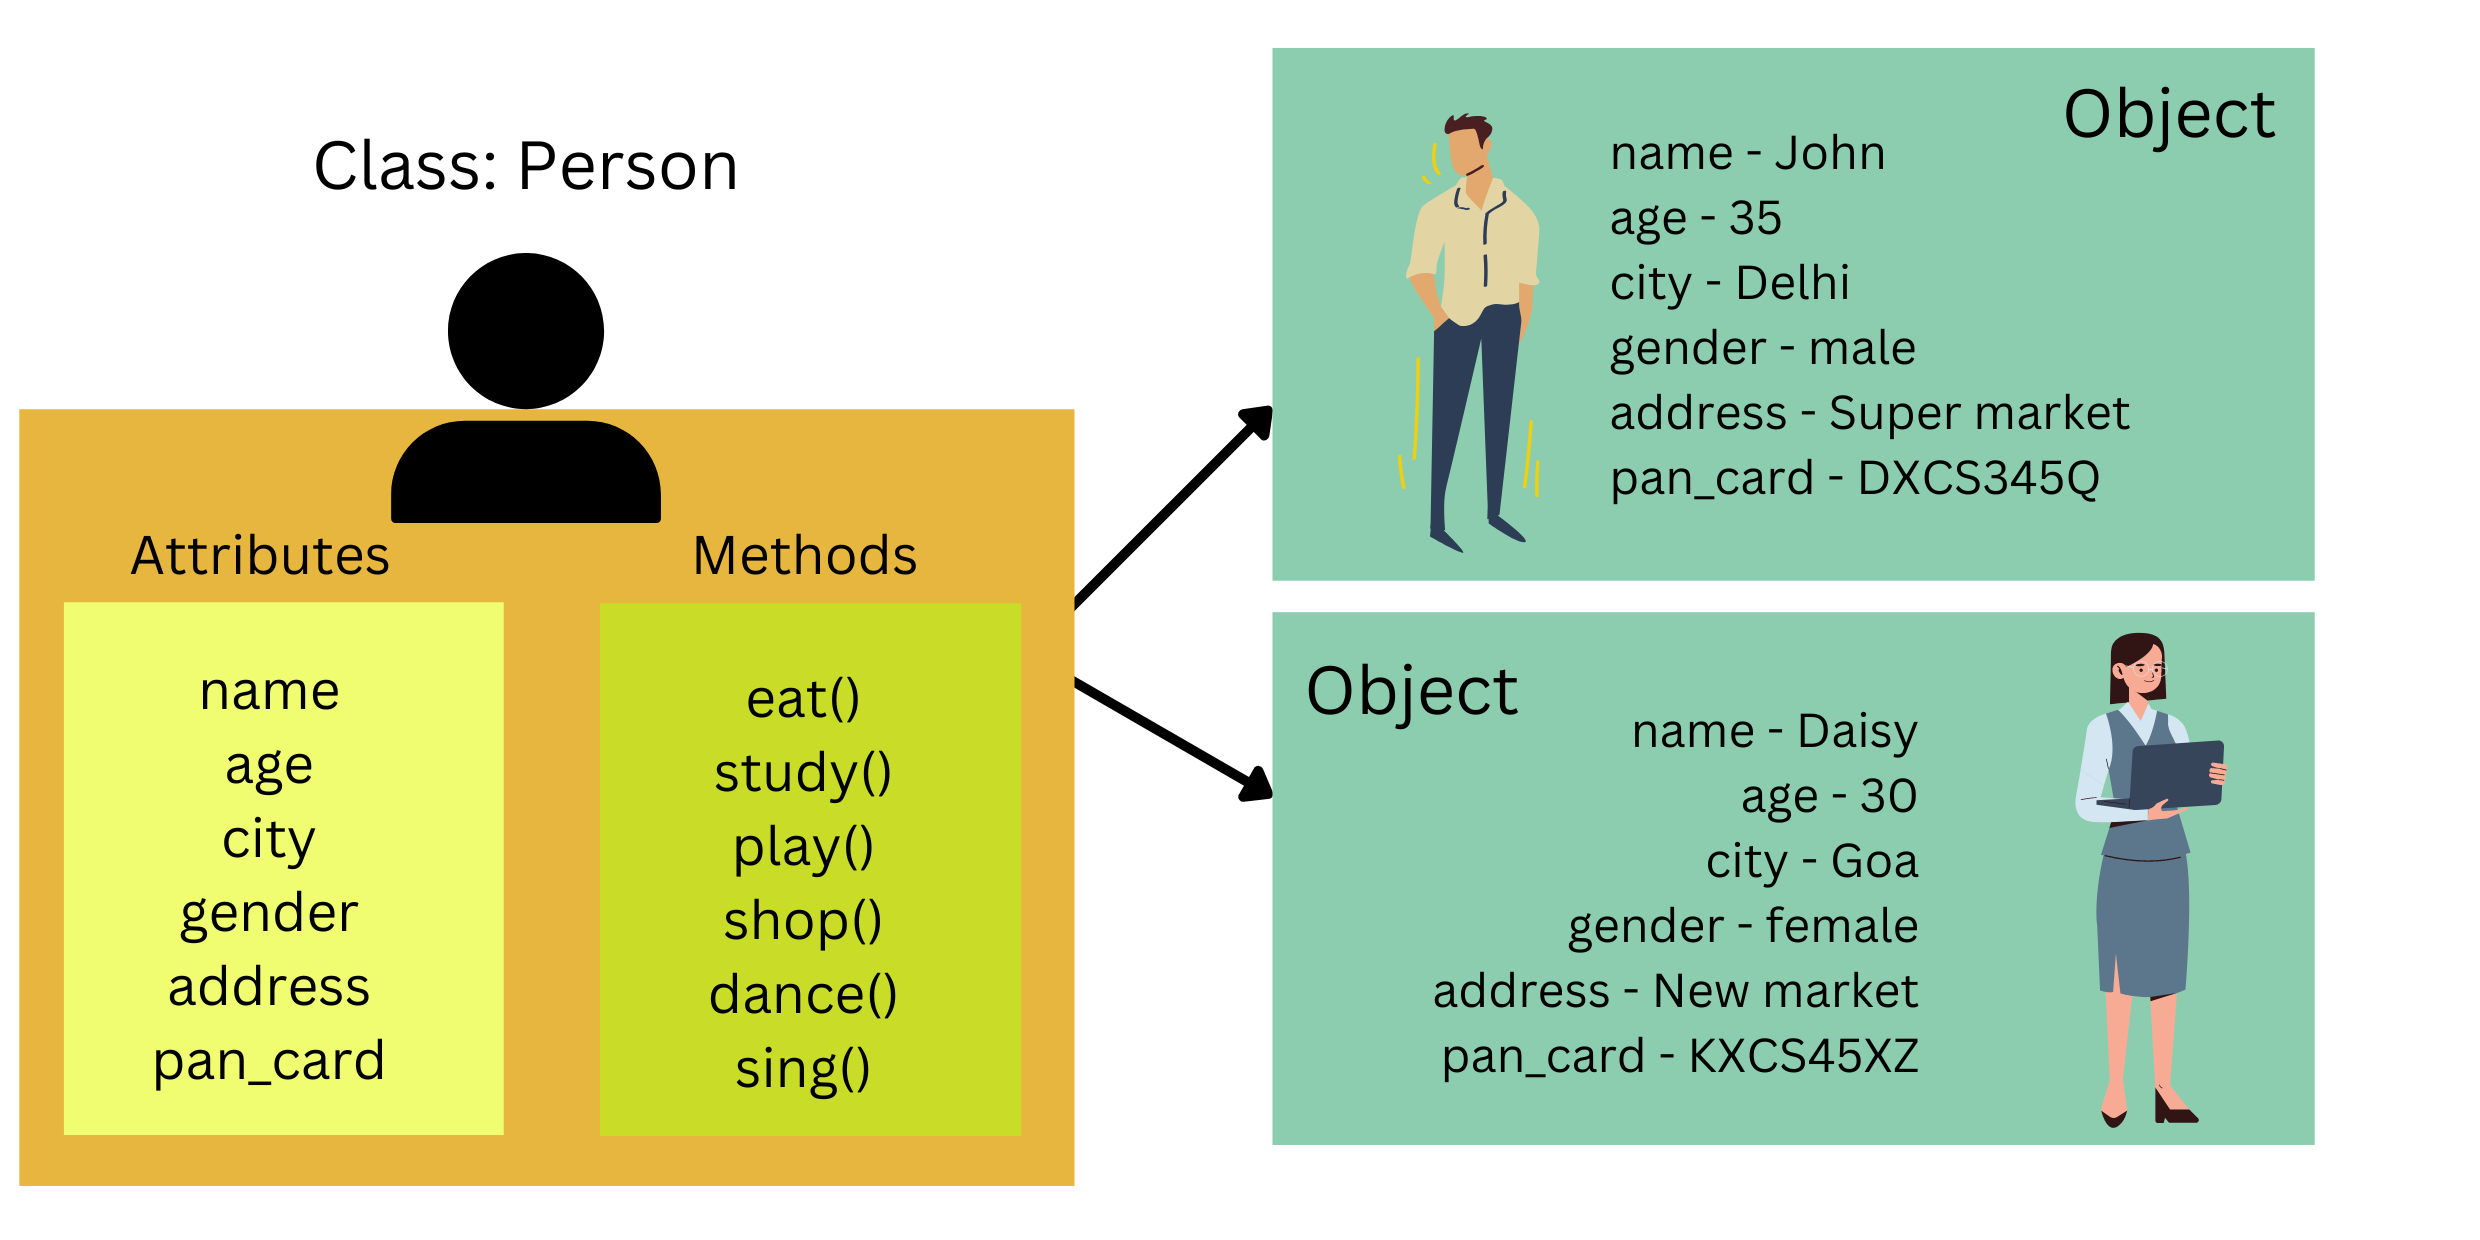 Class: Person
Attributes
name
age
city
gender
address
pan_card
Methods
eat()
study()
play()
shop()
dance()
sing()
Object
name - John
age - 35
city - Delhi
gender - male
address - Super market
pan_card - DXCS345Q
Object
name - Daisy
age - 30
city - Goa
gender - female
address - New market
pan_card - KXCS45XZ